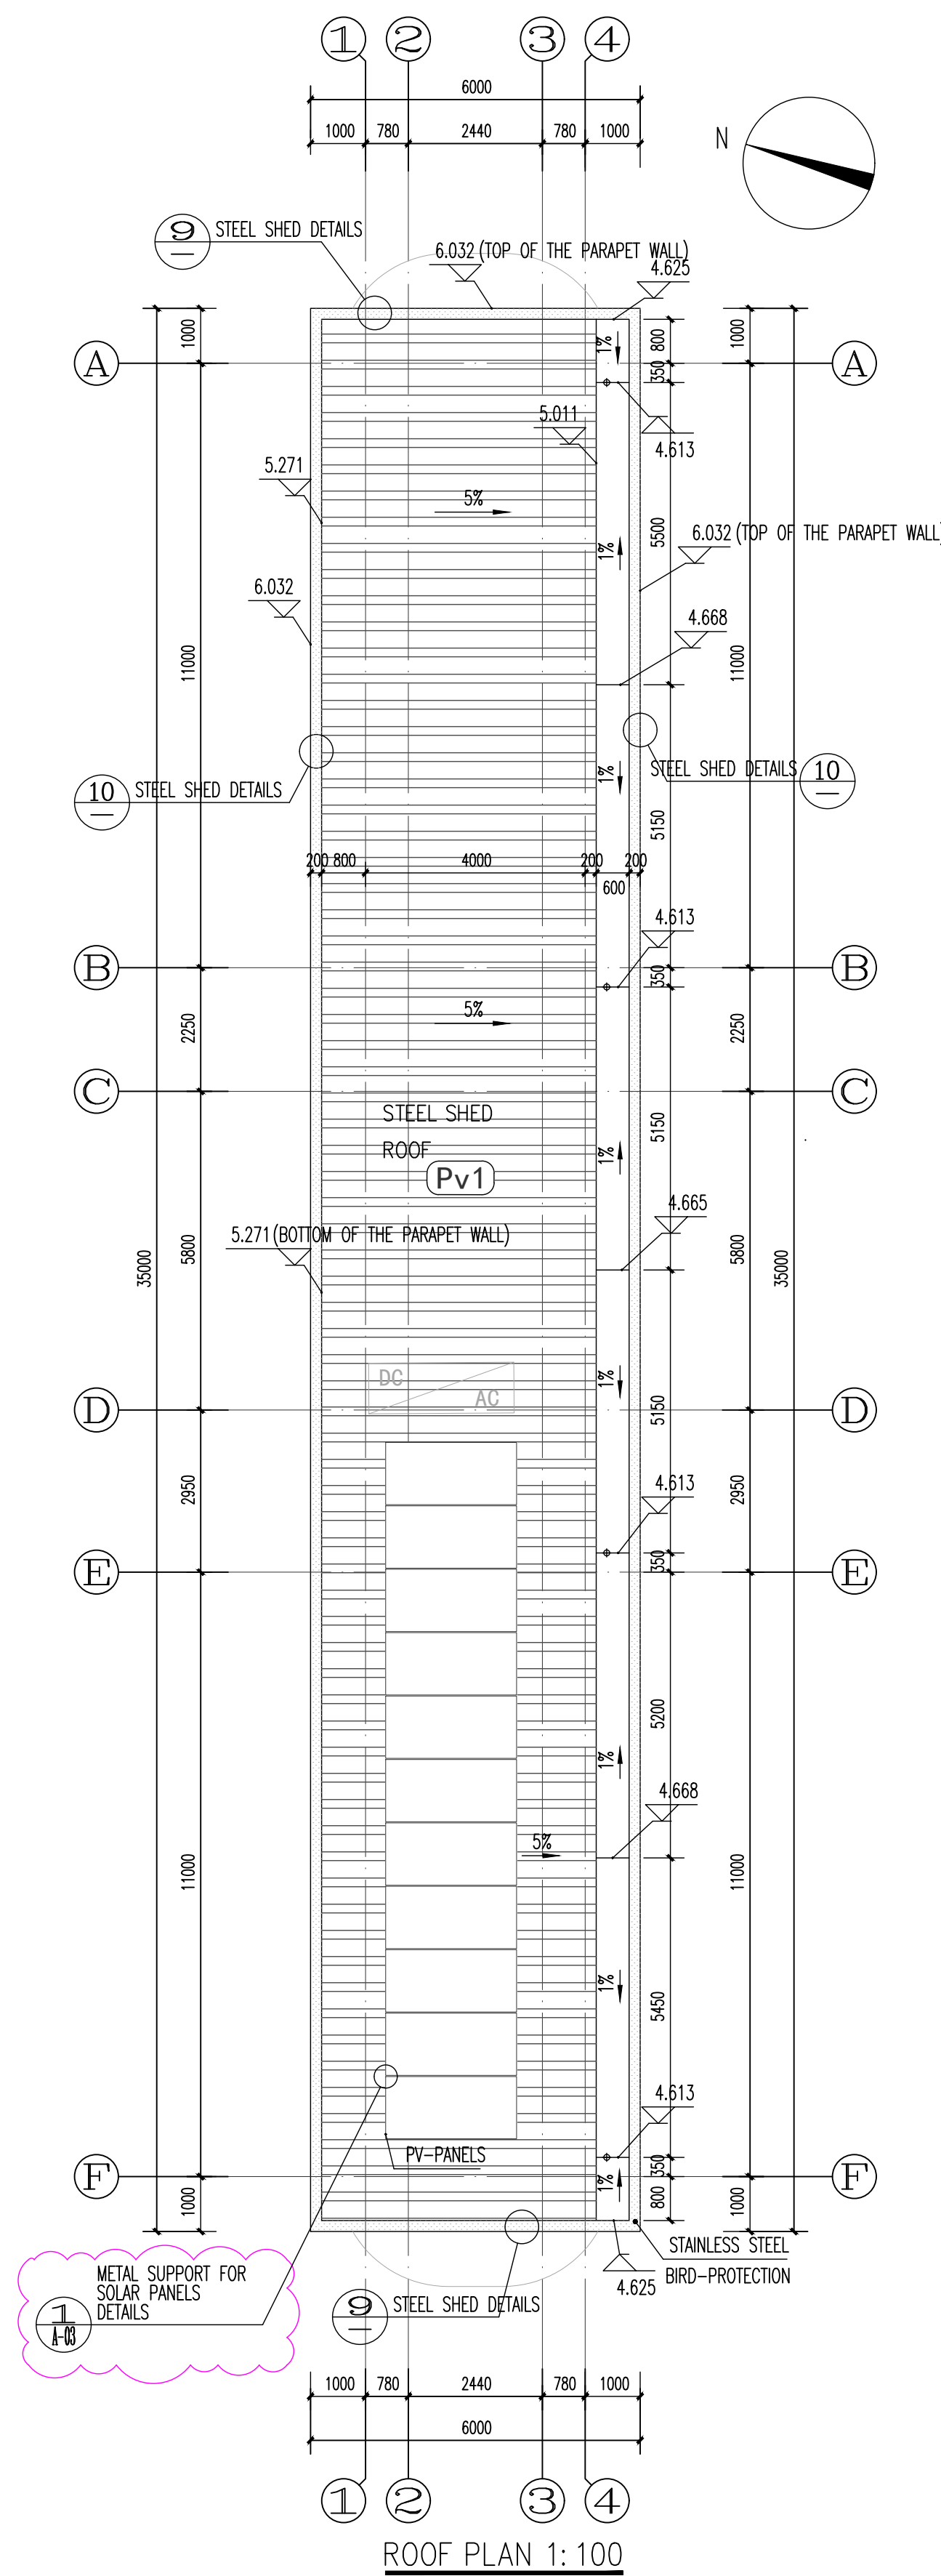 1 2 3 4
6000
1000 780 2440 780 1000
N
9 STEEL SHED DETAILS
—
6.032 (TOP OF THE PARAPET WALL)
4.625
1000 1% 800 1000
A A
350
5.011 4.613
5.271
5% 5500
1% 6.032 (TOP OF THE PARAPET WALL)
6.032
4.668
11000 11000
10 STEEL SHED DETAILS
—
1% STEEL SHED DETAILS 10
—
5150
200 800 4000 200 200
600
4.613
B B
350
2250 5% 2250
C C
STEEL SHED
ROOF
Pv1
1% 5150
4.665
5.271 (BOTTOM OF THE PARAPET WALL)
35000 5800 5800 35000
DC
AC
1%
D D
5150
2950 4.613 2950
E E
350
5200
1%
4.668
5%
11000 11000
1% 5450
4.613
PV-PANELS
350
F F
1000 1% 800 1000
STAINLESS STEEL
BIRD-PROTECTION
4.625
METAL SUPPORT FOR
SOLAR PANELS
DETAILS
1
A-03
9 STEEL SHED DETAILS
—
1000 780 2440 780 1000
6000
1 2 3 4
ROOF PLAN 1: 100